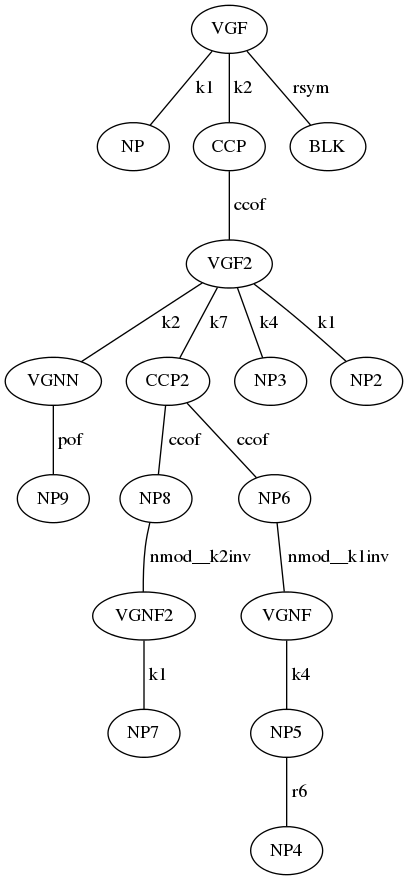 VGF
k1 k2 rsym
NP CCP BLK
ccof
VGF2
k2 k7 k4 k1
VGNN CCP2 NP3 NP2
pof ccof ccof
NP9 NP8 NP6
nmod__k2inv nmod__k1inv
VGNF2 VGNF
k1 k4
NP7 NP5
r6
NP4